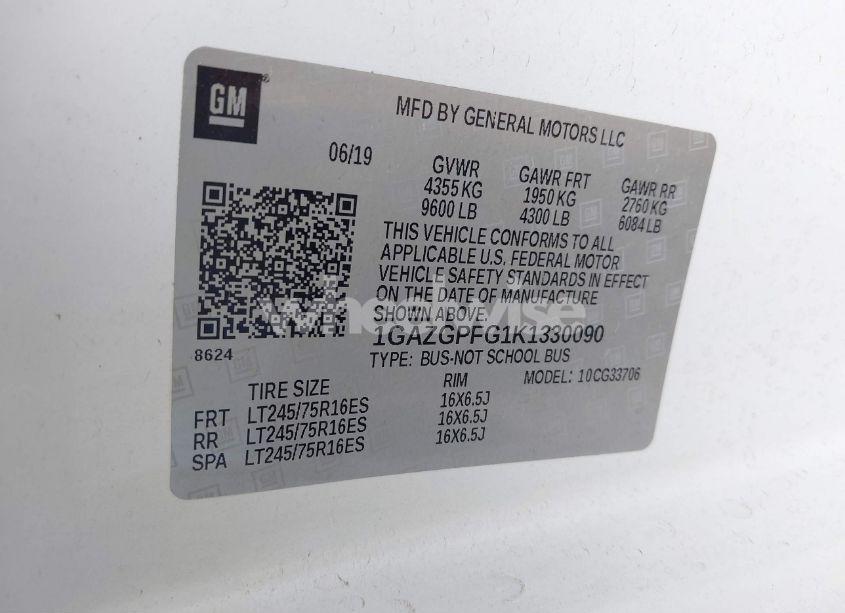 GM
MFD BY GENERAL MOTORS LLC
06/19
GVWR GAWR FRT GAWR RR
4355 KG 1950 KG 2760 KG
9600 LB 4300 LB 6084 LB
THIS VEHICLE CONFORMS TO ALL
APPLICABLE U.S. FEDERAL MOTOR
VEHICLE SAFETY STANDARDS IN EFFECT
ON THE DATE OF MANUFACTURE
SHOWN ABOVE.
1GAZGPFG1K1330090
8624
TYPE: BUS-NOT SCHOOL BUS
MODEL: 10CG33706
TIRE SIZE RIM
FRT LT245/75R16ES 16X6.5J
RR LT245/75R16ES 16X6.5J
SPA LT245/75R16ES 16X6.5J